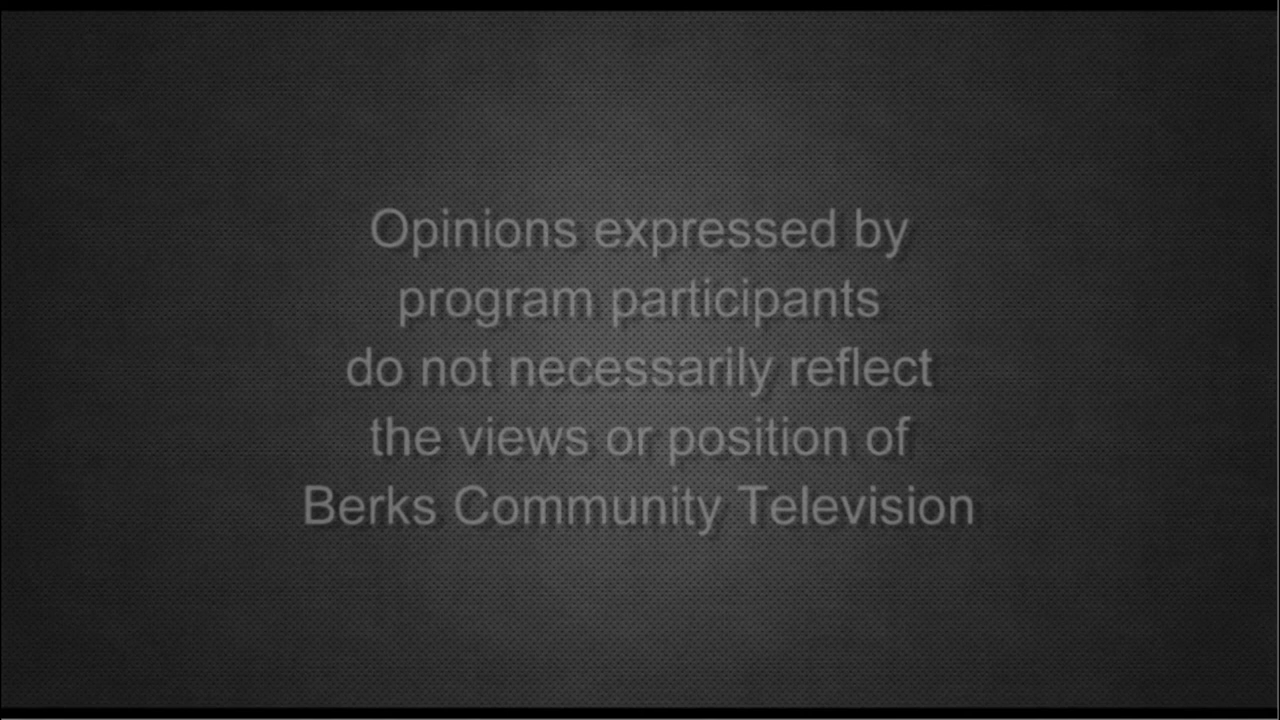 Opinions expressed by
program participants
do not necessarily reflect
the views or position of
Berks Community Television